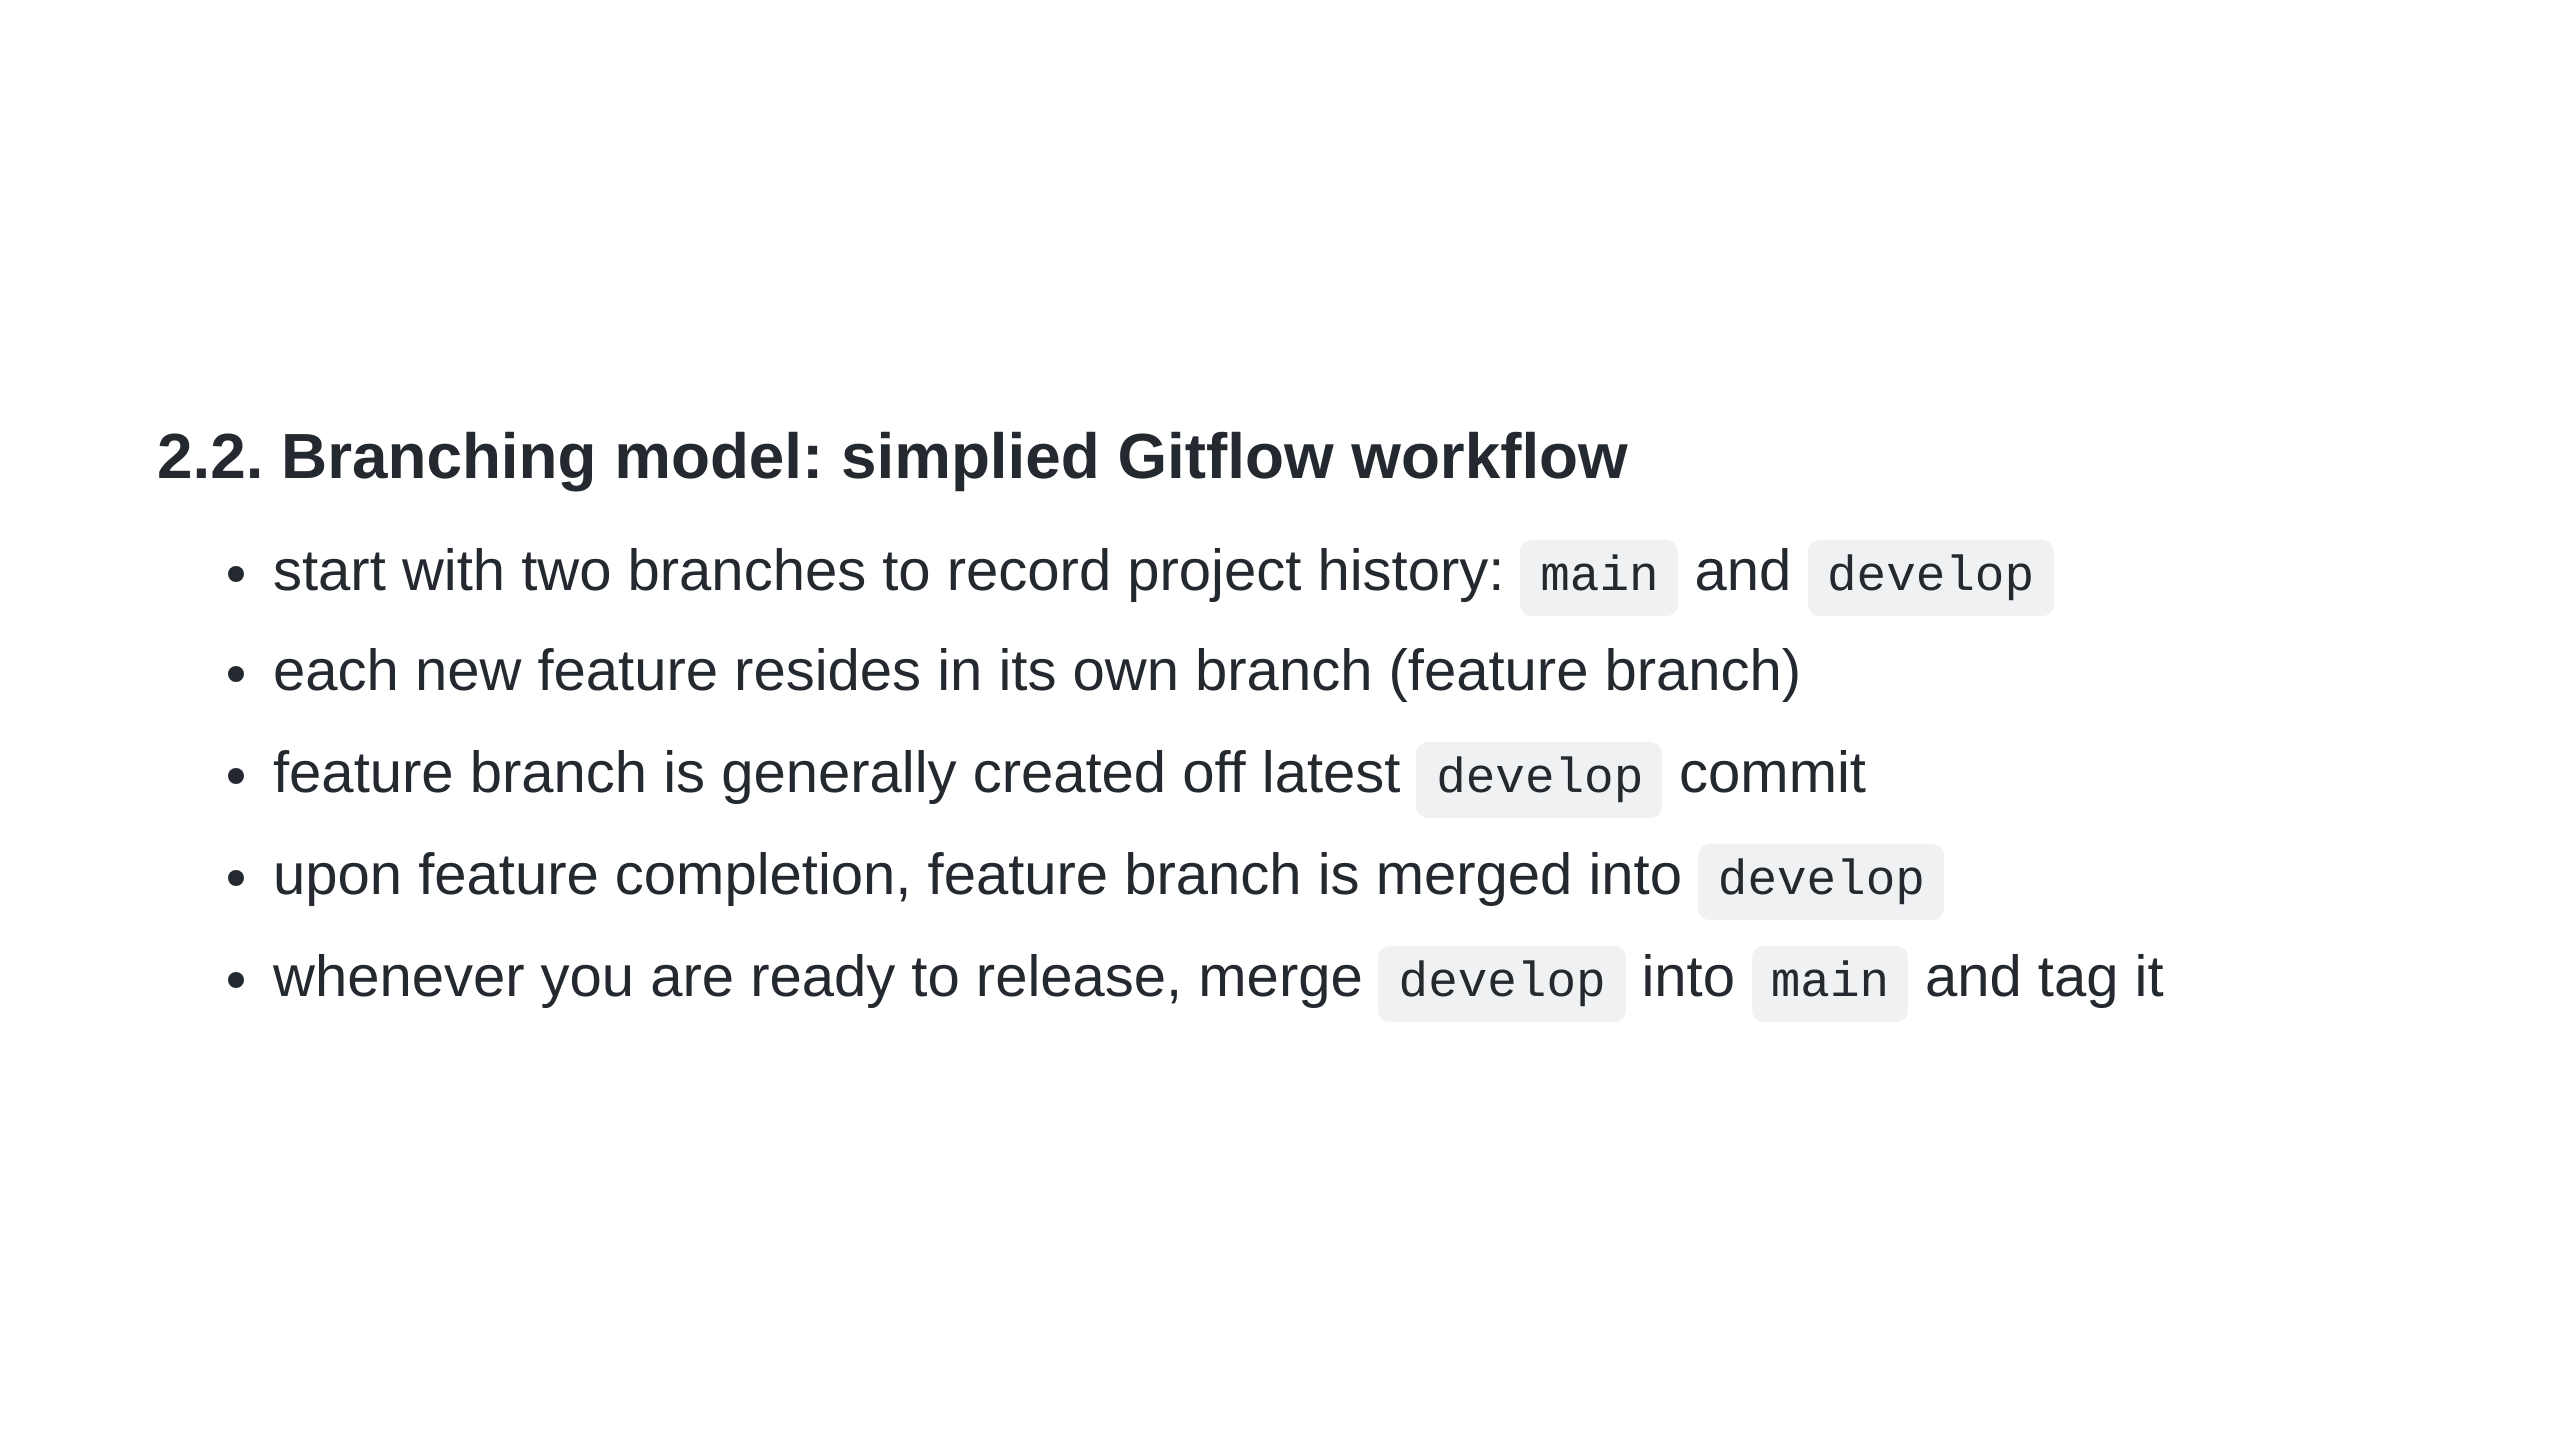 2.2. Branching model: simplied Gitflow workflow
• start with two branches to record project history: main and develop
• each new feature resides in its own branch (feature branch)
• feature branch is generally created off latest develop commit
• upon feature completion, feature branch is merged into develop
• whenever you are ready to release, merge develop into main and tag it